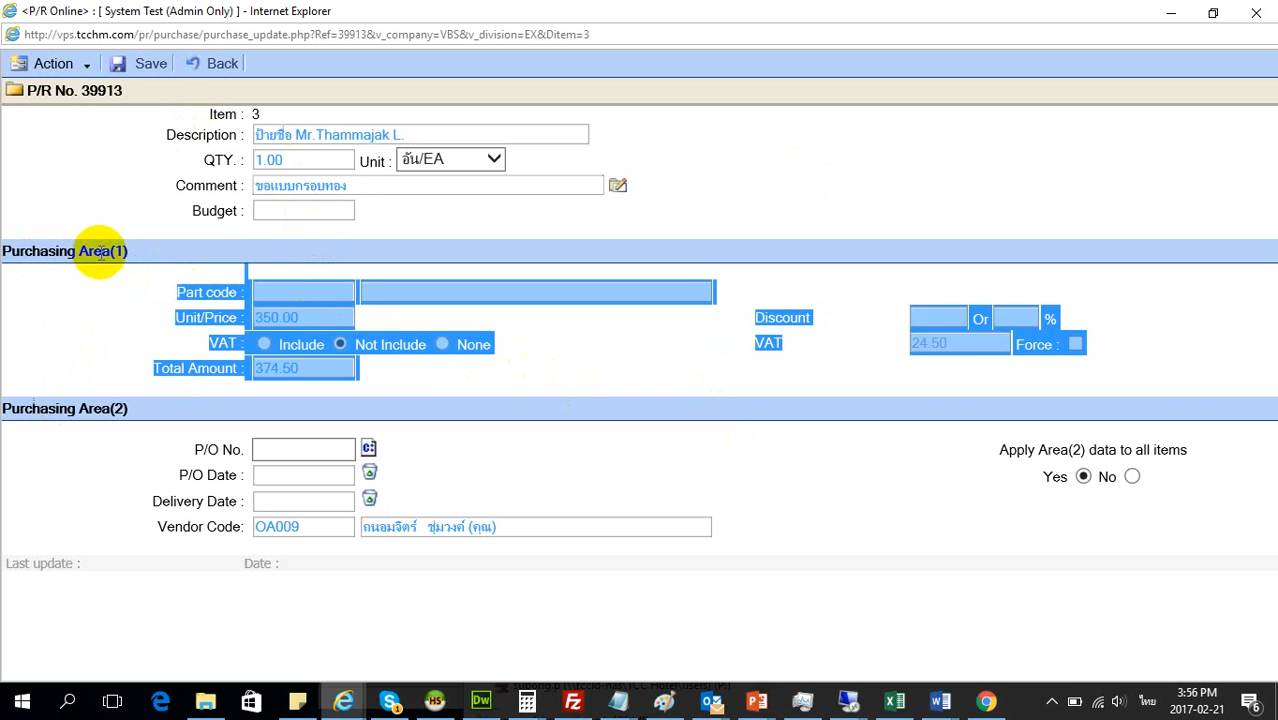 <P/R Online> : [ System Test (Admin Only) ] - Internet Explorer
http://vps.tcchm.com/pr/purchase/purchase_update.php?Ref=39913&v_company=VBS&v_division=EX&Ditem=3
Action Save Back
P/R No. 39913
Item : 3
Description : ป้ายชื่อ Mr.Thammajak L.
QTY. : 1.00 Unit : อัน/EA
Comment : ขอแบบกรอบทอง
Budget :
Purchasing Area(1)
Part code :
Unit/Price : 350.00 Discount Or %
VAT : Include Not Include None VAT 24.50 Force :
Total Amount : 374.50
Purchasing Area(2)
P/O No. Apply Area(2) data to all items
P/O Date : Yes No
Delivery Date :
Vendor Code: OA009 ถนอมจิตร์ ชุ่มวงค์ (คุณ)
Last update : Date :
3:56 PM
ไทย
2017-02-21